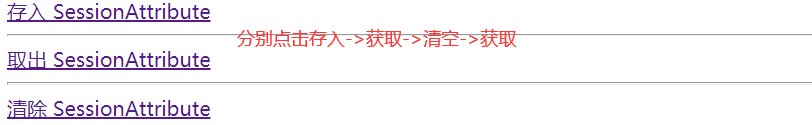 存入 SessionAttribute
分别点击存入->获取->清空->获取
取出 SessionAttribute
清除 SessionAttribute